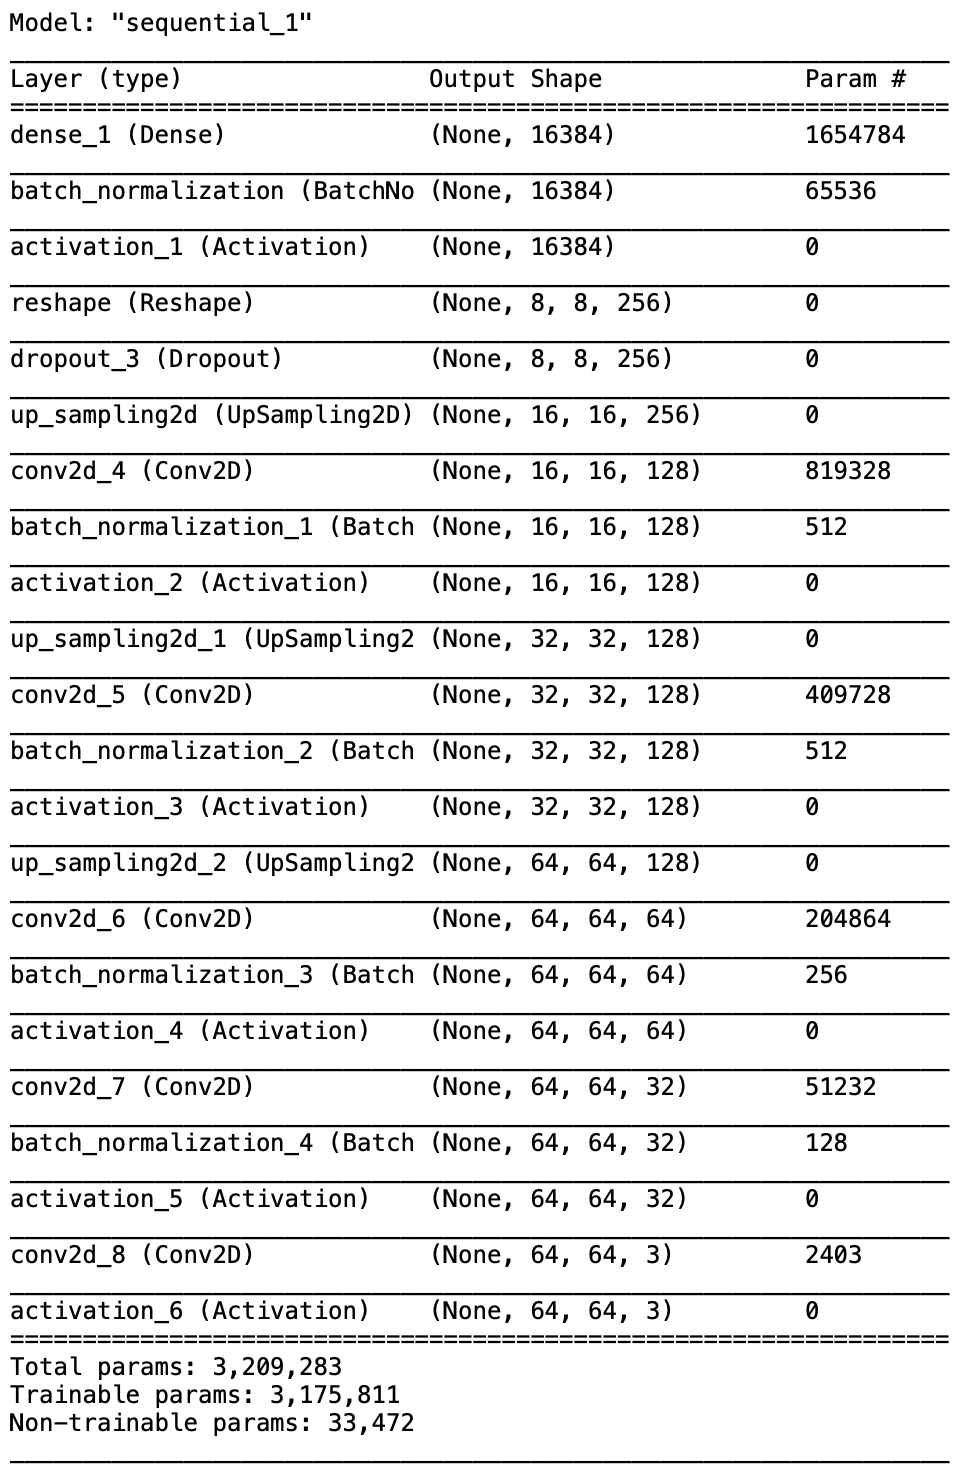 Model: "sequential_1"
Layer (type) Output Shape Param #
dense_1 (Dense) (None, 16384) 1654784
batch_normalization (BatchNo (None, 16384) 65536
activation_1 (Activation) (None, 16384) 0
reshape (Reshape) (None, 8, 8, 256) 0
dropout_3 (Dropout) (None, 8, 8, 256) 0
up_sampling2d (UpSampling2D) (None, 16, 16, 256) 0
conv2d_4 (Conv2D) (None, 16, 16, 128) 819328
batch_normalization_1 (Batch (None, 16, 16, 128) 512
activation_2 (Activation) (None, 16, 16, 128) 0
up_sampling2d_1 (UpSampling2 (None, 32, 32, 128) 0
conv2d_5 (Conv2D) (None, 32, 32, 128) 409728
batch_normalization_2 (Batch (None, 32, 32, 128) 512
activation_3 (Activation) (None, 32, 32, 128) 0
up_sampling2d_2 (UpSampling2 (None, 64, 64, 128) 0
conv2d_6 (Conv2D) (None, 64, 64, 64) 204864
batch_normalization_3 (Batch (None, 64, 64, 64) 256
activation_4 (Activation) (None, 64, 64, 64) 0
conv2d_7 (Conv2D) (None, 64, 64, 32) 51232
batch_normalization_4 (Batch (None, 64, 64, 32) 128
activation_5 (Activation) (None, 64, 64, 32) 0
conv2d_8 (Conv2D) (None, 64, 64, 3) 2403
activation_6 (Activation) (None, 64, 64, 3) 0
Total params: 3,209,283
Trainable params: 3,175,811
Non-trainable params: 33,472